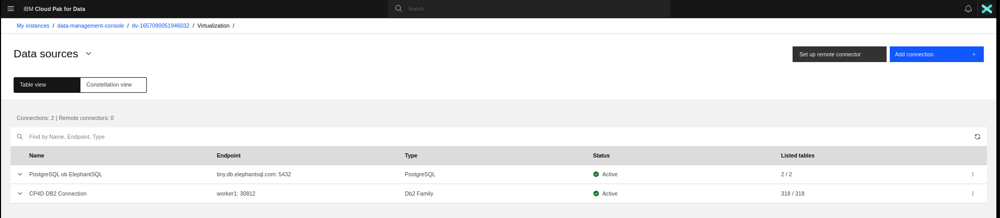 IBM Cloud Pak for Data
Search
My instances / data-management-console / dv-1657090051946032 / Virtualization /
Data sources
Set up remote connector
Add connection +
Table view
Constellation view
Connections: 2 | Remote connectors: 0
Find by Name, Endpoint, Type
Name Endpoint Type Status Listed tables
PostgreSQL ob ElephantSQL tiny.db.elephantsql.com: 5432 PostgreSQL Active 2 / 2
CP4D DB2 Connection worker1: 30812 Db2 Family Active 318 / 318